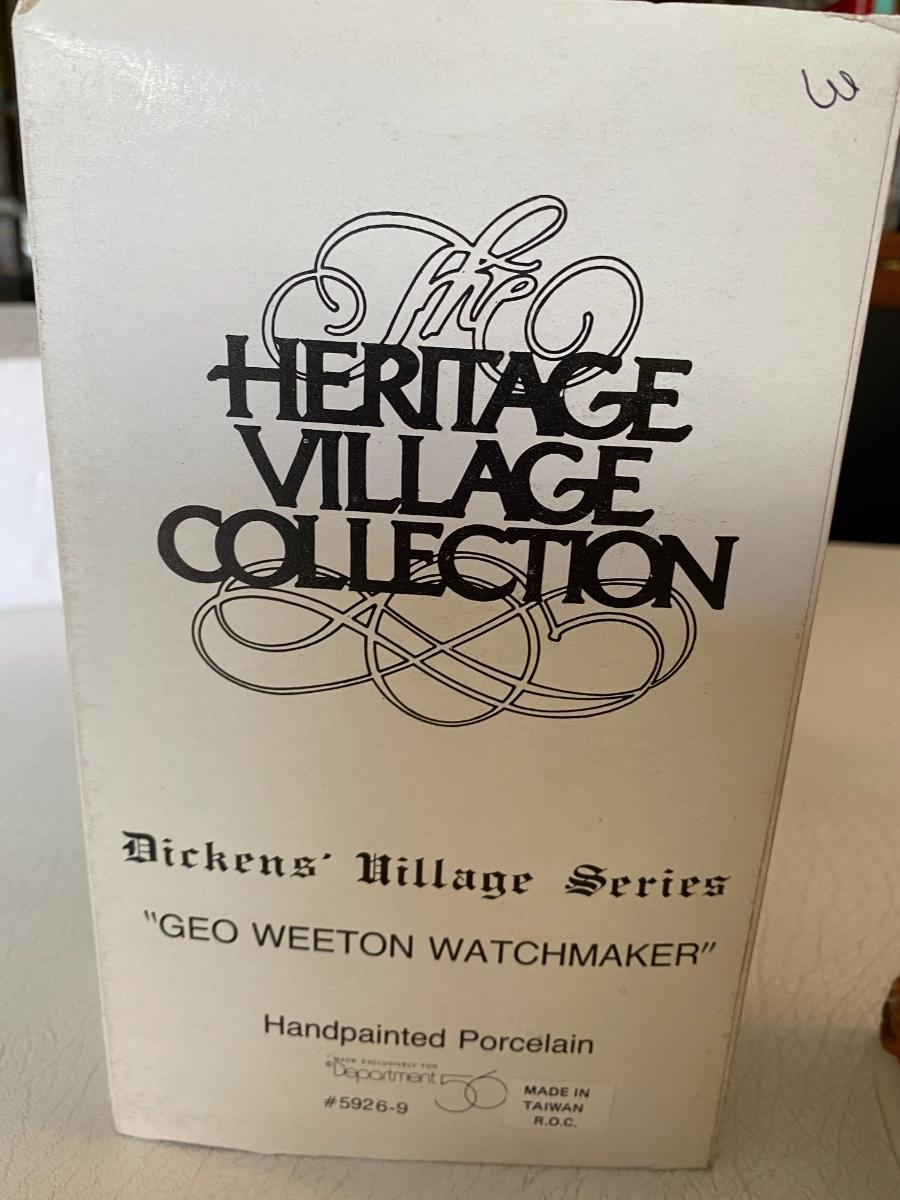 3
The
HERITAGE
VILLAGE
COLLECTION
Dickens' Village Series
"GEO WEETON WATCHMAKER"
Handpainted Porcelain
MADE EXCLUSIVELY FOR
©Department 56
#5926-9
MADE IN
TAIWAN
R.O.C.